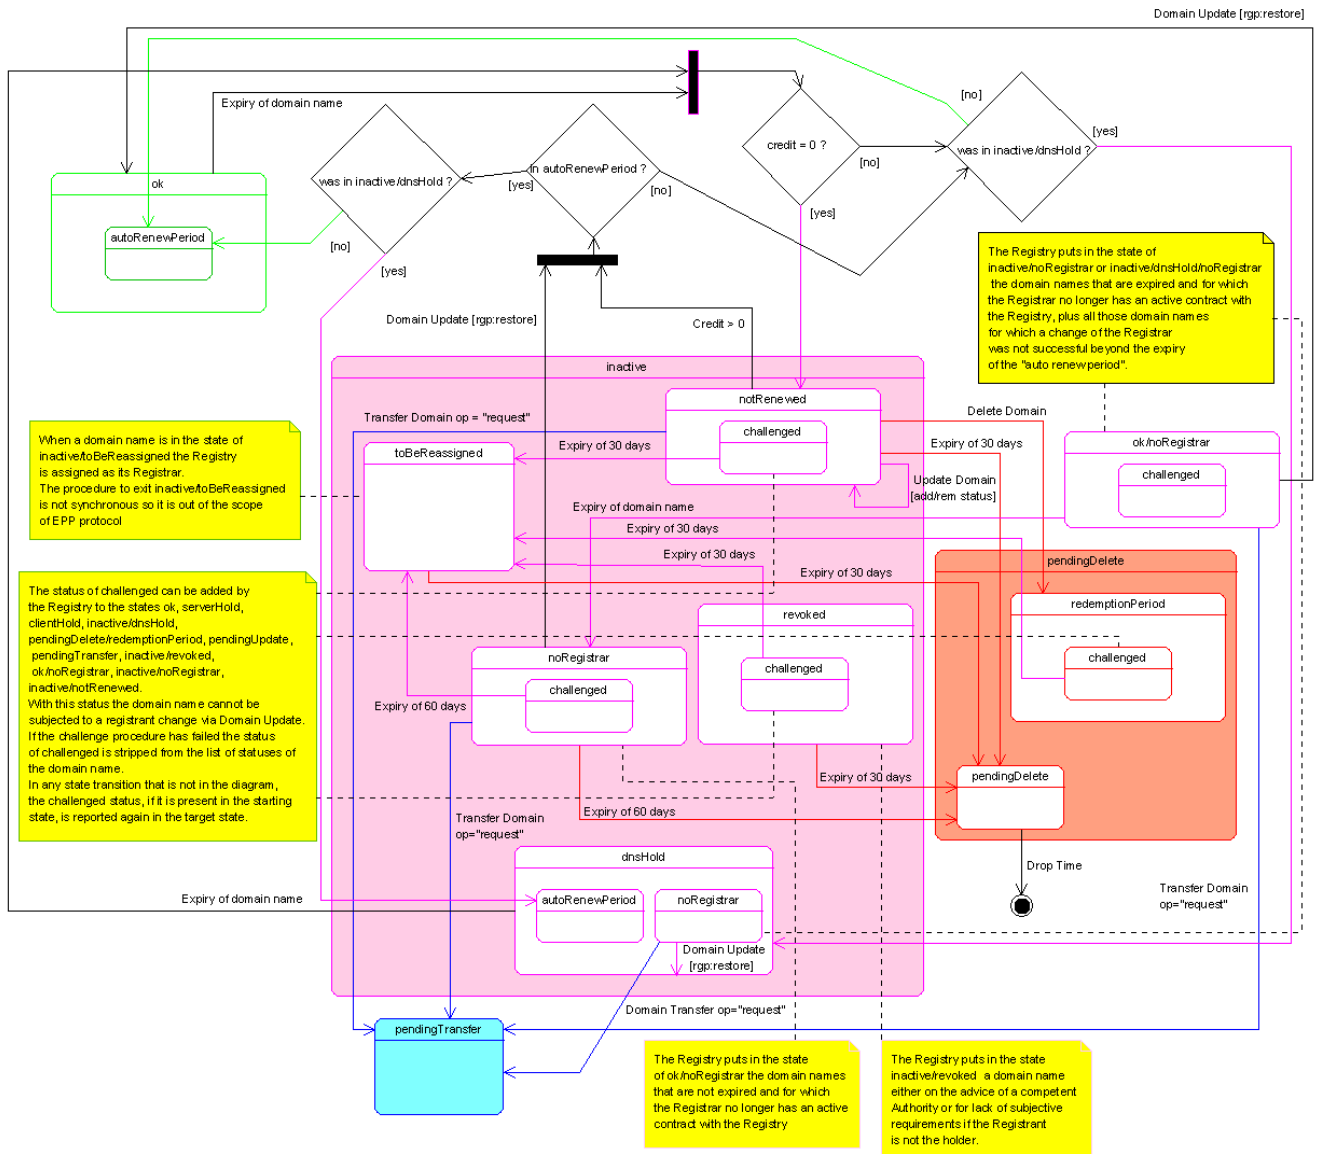 Domain Update [rgp:restore]
Expiry of domain name
[no]
[yes]
credit = 0 ?
[no]
was in inactive/dnsHold ?
in autoRenewPeriod ?
was in inactive/dnsHold ?
[yes]
[no]
[yes]
[no]
[yes]
ok
autoRenewPeriod
The Registry puts in the state of
inactive/noRegistrar or inactive/dnsHold/noRegistrar
the domain names that are expired and for which
the Registrar no longer has an active contract with
the Registry, plus all those domain names
for which a change of the Registrar
was not successful beyond the expiry
of the "auto renew period".
Domain Update [rgp:restore]
Credit > 0
inactive
notRenewed
challenged
Transfer Domain op = "request"
Delete Domain
Expiry of 30 days
Expiry of 30 days
toBeReassigned
ok/noRegistrar
challenged
When a domain name is in the state of
inactive/toBeReassigned the Registry
is assigned as its Registrar.
The procedure to exit inactive/toBeReassigned
is not synchronous so it is out of the scope
of EPP protocol
Update Domain
[add/rem status]
Expiry of domain name
Expiry of 30 days
Expiry of 30 days
Expiry of 30 days
pendingDelete
redemptionPeriod
challenged
The status of challenged can be added by
the Registry to the states ok, serverHold,
clientHold, inactive/dnsHold,
pendingDelete/redemptionPeriod, pendingUpdate,
pendingTransfer, inactive/revoked,
ok/noRegistrar, inactive/noRegistrar,
inactive/notRenewed.
With this status the domain name cannot be
subjected to a registrant change via Domain Update.
If the challenge procedure has failed the status
of challenged is stripped from the list of statuses of
the domain name.
In any state transition that is not in the diagram,
the challenged status, if it is present in the starting
state, is reported again in the target state.
revoked
challenged
noRegistrar
challenged
Expiry of 60 days
Expiry of 30 days
pendingDelete
Expiry of 60 days
Transfer Domain
op="request"
dnsHold
autoRenewPeriod
noRegistrar
Domain Update
[rgp:restore]
Expiry of domain name
Drop Time
Transfer Domain
op="request"
Domain Transfer op="request"
pendingTransfer
The Registry puts in the state
of ok/noRegistrar the domain names
that are not expired and for which
the Registrar no longer has an active
contract with the Registry
The Registry puts in the state
inactive/revoked a domain name
either on the advice of a competent
Authority or for lack of subjective
requirements if the Registrant
is not the holder.